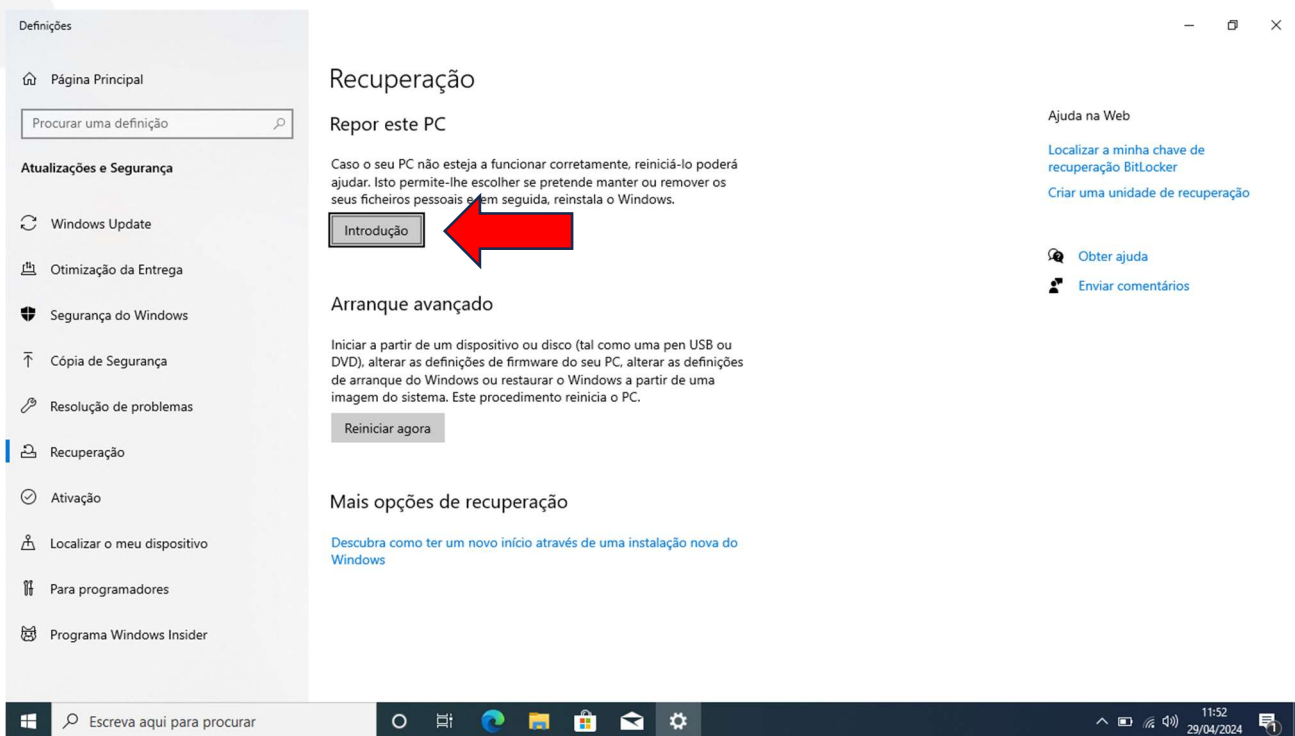 Definições
Página Principal
Procurar uma definição
Atualizações e Segurança
Windows Update
Otimização da Entrega
Segurança do Windows
Cópia de Segurança
Resolução de problemas
Recuperação
Ativação
Localizar o meu dispositivo
Para programadores
Programa Windows Insider
Recuperação
Repor este PC
Caso o seu PC não esteja a funcionar corretamente, reiniciá-lo poderá
ajudar. Isto permite-lhe escolher se pretende manter ou remover os
seus ficheiros pessoais e, em seguida, reinstala o Windows.
Introdução
Arranque avançado
Iniciar a partir de um dispositivo ou disco (tal como uma pen USB ou
DVD), alterar as definições de firmware do seu PC, alterar as definições
de arranque do Windows ou restaurar o Windows a partir de uma
imagem do sistema. Este procedimento reinicia o PC.
Reiniciar agora
Mais opções de recuperação
Descubra como ter um novo início através de uma instalação nova do
Windows
Ajuda na Web
Localizar a minha chave de
recuperação BitLocker
Criar uma unidade de recuperação
Obter ajuda
Enviar comentários
Escreva aqui para procurar
11:52
29/04/2024
1